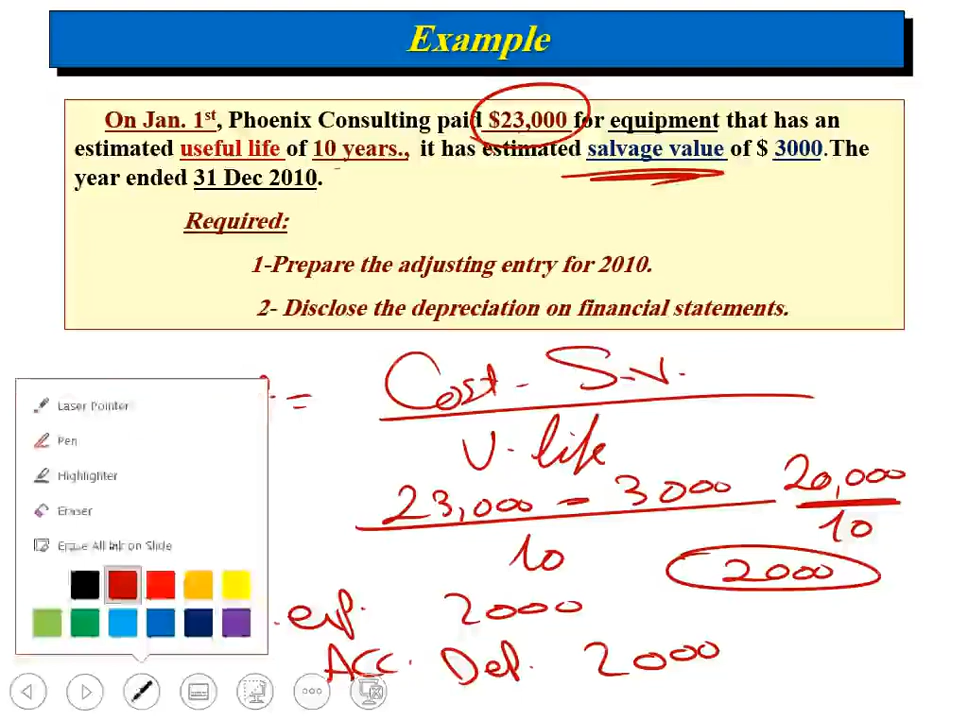 Example
On Jan. 1st, Phoenix Consulting paid $23,000 for equipment that has an
estimated useful life of 10 years., it has estimated salvage value of $ 3000.The
year ended 31 Dec 2010.
Required:
1-Prepare the adjusting entry for 2010.
2- Disclose the depreciation on financial statements.
= Cost - S.V.
U. life
23,000 - 3000
10
20,000
10
2000
Laser Pointer
Pen
Highlighter
Eraser
Erase All Ink on Slide
. exp. 2000
Acc. Dep. 2000